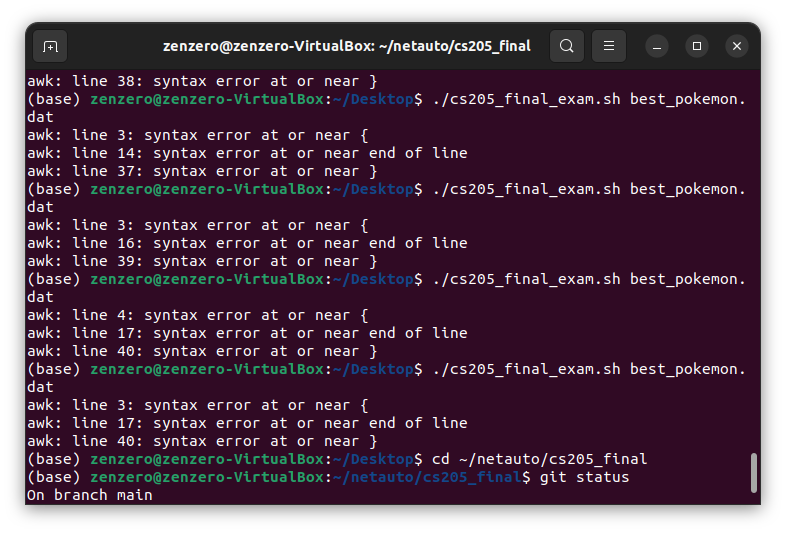 zenzero@zenzero-VirtualBox: ~/netauto/cs205_final
awk: line 38: syntax error at or near }
(base) zenzero@zenzero-VirtualBox:~/Desktop$ ./cs205_final_exam.sh best_pokemon.
dat
awk: line 3: syntax error at or near {
awk: line 14: syntax error at or near end of line
awk: line 37: syntax error at or near }
(base) zenzero@zenzero-VirtualBox:~/Desktop$ ./cs205_final_exam.sh best_pokemon.
dat
awk: line 3: syntax error at or near {
awk: line 16: syntax error at or near end of line
awk: line 39: syntax error at or near }
(base) zenzero@zenzero-VirtualBox:~/Desktop$ ./cs205_final_exam.sh best_pokemon.
dat
awk: line 4: syntax error at or near {
awk: line 17: syntax error at or near end of line
awk: line 40: syntax error at or near }
(base) zenzero@zenzero-VirtualBox:~/Desktop$ ./cs205_final_exam.sh best_pokemon.
dat
awk: line 3: syntax error at or near {
awk: line 17: syntax error at or near end of line
awk: line 40: syntax error at or near }
(base) zenzero@zenzero-VirtualBox:~/Desktop$ cd ~/netauto/cs205_final
(base) zenzero@zenzero-VirtualBox:~/netauto/cs205_final$ git status
On branch main